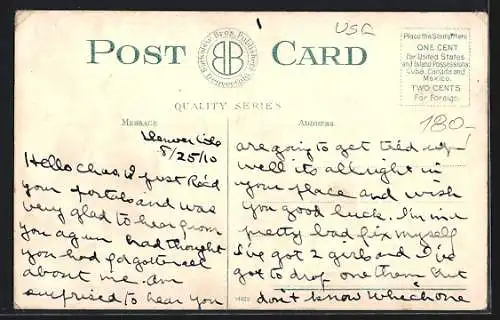 USA
POST CARD
Bamforth Bros. Publishers
QUALITY SERIES
Place the Stamp Here
ONE CENT
for United States
and Island Possessions
Cuba, Canada and
Mexico.
TWO CENTS
For Foreign.
180-
MESSAGE
Denver Colo
8/25/10
Hello Chas, I just Rec'd
your postals and was
very glad to hear from
you again had thought
you had forgotten all
about me. am
surprised to hear you
ADDRESS
are going to get tied up
well its all right in
your place and wish
you good luck. I'm in a
pretty bad fix myself
I've got 2 girls and I've
got to drop one them but
don't know which one